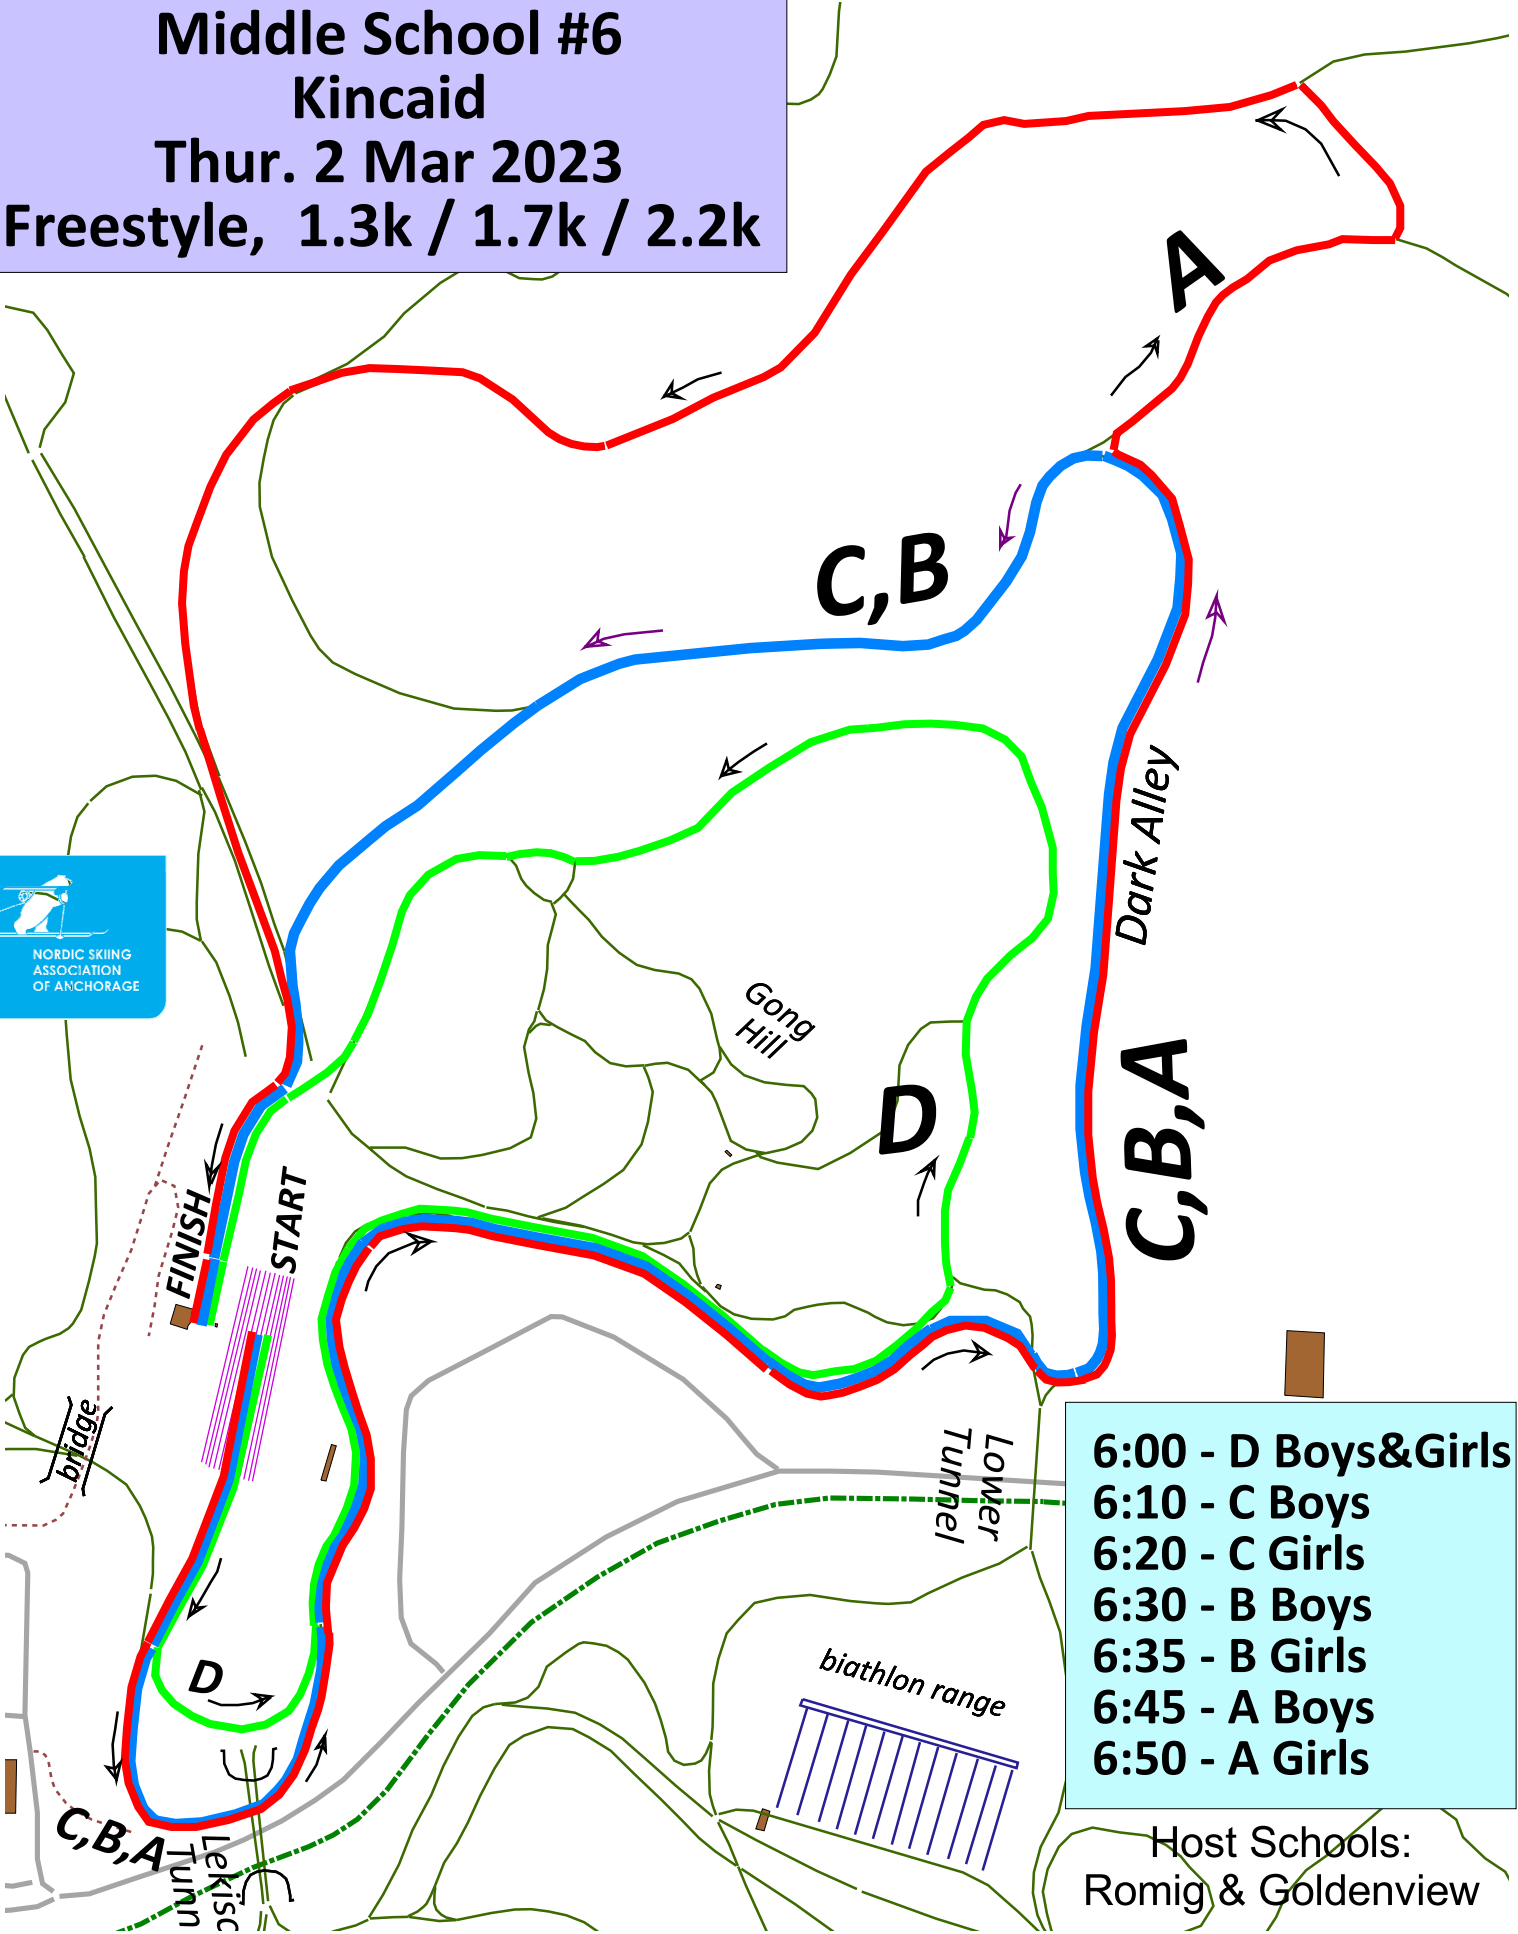 Middle School #6
Kincaid
Thur. 2 Mar 2023
Freestyle, 1.3k / 1.7k / 2.2k
A
C,B
Dark Alley
NORDIC SKIING
ASSOCIATION
OF ANCHORAGE
Gong
Hill
D
C,B,A
FINISH
START
bridge
Lower
Tunnel
6:00 - D Boys&Girls
6:10 - C Boys
6:20 - C Girls
6:30 - B Boys
6:35 - B Girls
6:45 - A Boys
6:50 - A Girls
D
biathlon range
C,B,A
Lekisc
Tunn
Host Schools:
Romig & Goldenview